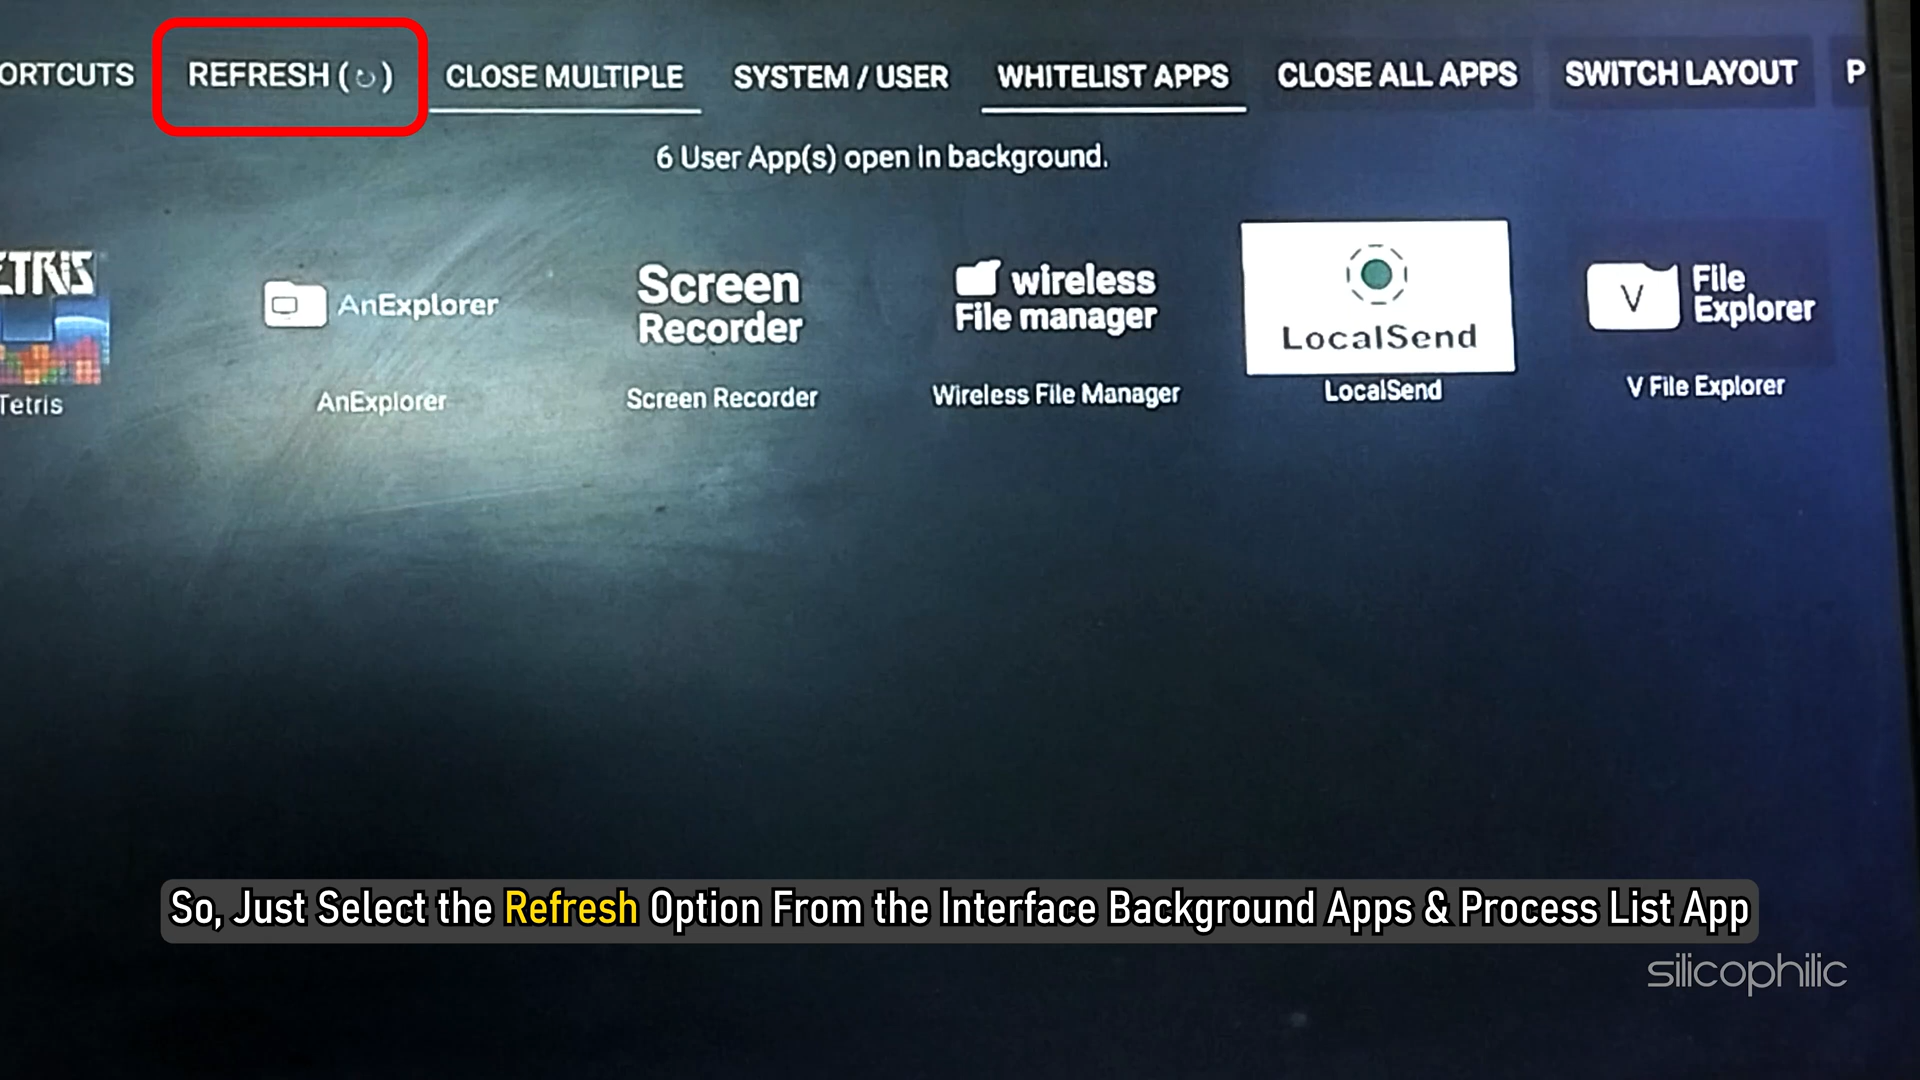 ORTCUTS
REFRESH (↻)
CLOSE MULTIPLE
SYSTEM / USER
WHITELIST APPS
CLOSE ALL APPS
SWITCH LAYOUT
P
6 User App(s) open in background.
ETRIS
Tetris
AnExplorer
AnExplorer
Screen
Recorder
Screen Recorder
wireless
File manager
Wireless File Manager
LocalSend
LocalSend
V
File
Explorer
V File Explorer
So, Just Select the Refresh Option From the Interface Background Apps & Process List App
silicophilic